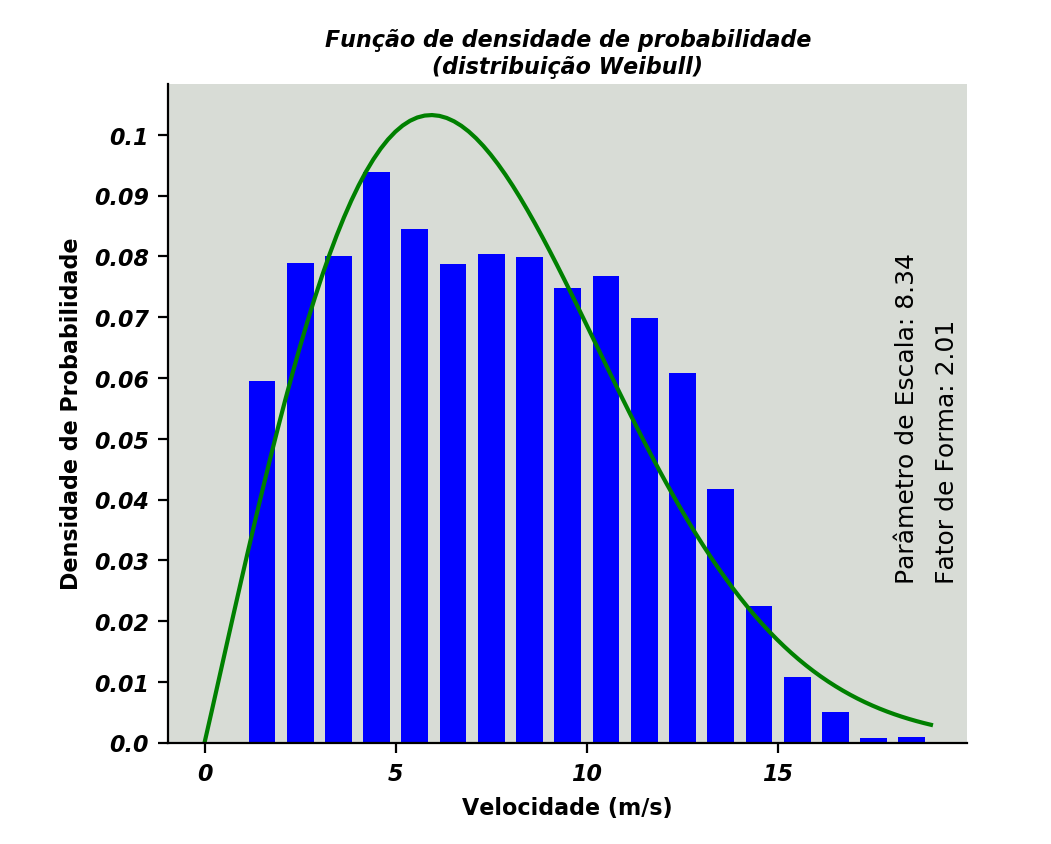 Função de densidade de probabilidade
(distribuição Weibull)
Densidade de Probabilidade
0.1
0.09
0.08
0.07
0.06
0.05
0.04
0.03
0.02
0.01
0.0
0
5
10
15
Velocidade (m/s)
Parâmetro de Escala: 8.34
Fator de Forma: 2.01